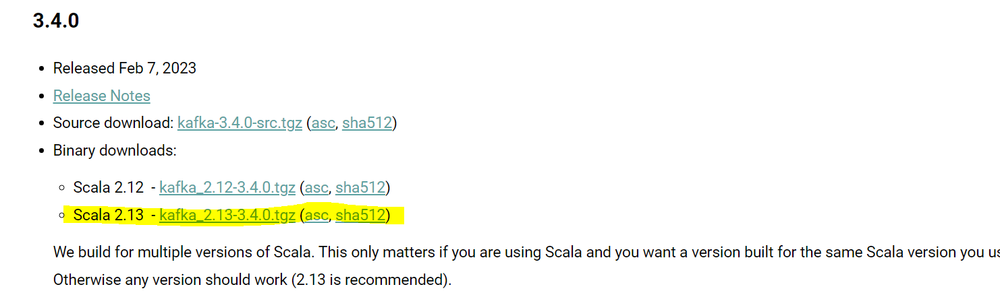 3.4.0
Released Feb 7, 2023
Release Notes
Source download: kafka-3.4.0-src.tgz (asc, sha512)
Binary downloads:
Scala 2.12 - kafka_2.12-3.4.0.tgz (asc, sha512)
Scala 2.13 - kafka_2.13-3.4.0.tgz (asc, sha512)
We build for multiple versions of Scala. This only matters if you are using Scala and you want a version built for the same Scala version you us
Otherwise any version should work (2.13 is recommended).